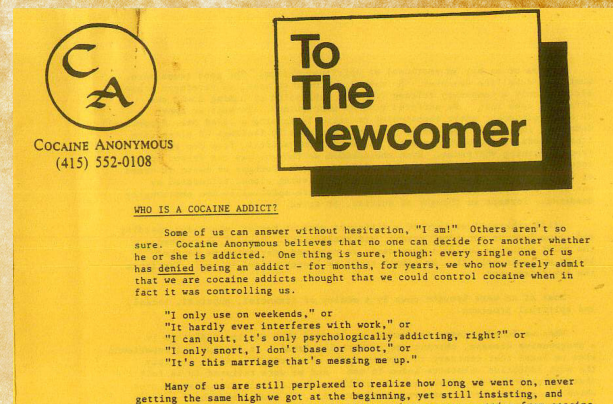 C
A
COCAINE ANONYMOUS
(415) 552-0108
To
The
Newcomer
WHO IS A COCAINE ADDICT?
Some of us can answer without hesitation, "I am!" Others aren't so
sure. Cocaine Anonymous believes that no one can decide for another whether
he or she is addicted. One thing is sure, though: every single one of us
has denied being an addict - for months, for years, we who now freely admit
that we are cocaine addicts thought that we could control cocaine when in
fact it was controlling us.
"I only use on weekends," or
"It hardly ever interferes with work," or
"I can quit, it's only psychologically addicting, right?" or
"I only snort, I don't base or shoot," or
"It's this marriage that's messing me up."
Many of us are still perplexed to realize how long we went on, never
getting the same high we got at the beginning, yet still insisting, and